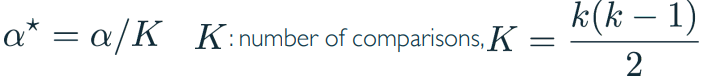 α* = α/K K: number of comparisons, K = k(k − 1)/2